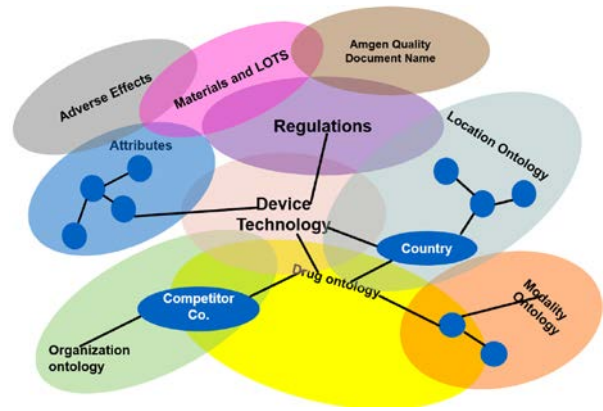 Amgen Quality
Document Name
Adverse Effects
Materials and LOTS
Regulations
Location Ontology
Attributes
Device
Technology
Country
Drug ontology
Competitor
Co.
Modality
Ontology
Organization
ontology